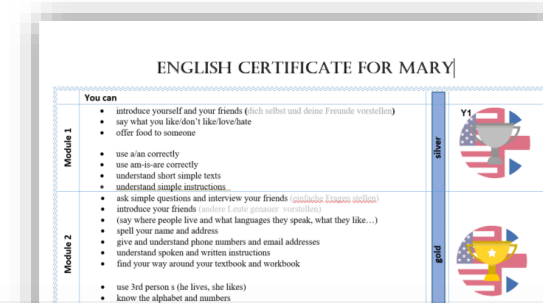 ENGLISH CERTIFICATE FOR MARY
You can
Module 1
introduce yourself and your friends (dich selbst und deine Freunde vorstellen)
say what you like/don't like/love/hate
offer food to someone
use a/an correctly
use am-is-are correctly
understand short simple texts
understand simple instructions
silver
Y1
Module 2
ask simple questions and interview your friends (einfache Fragen stellen)
introduce your friends (andere Leute genauer vorstellen)
(say where people live and what languages they speak, what they like…)
spell your name and address
give and understand phone numbers and email addresses
understand spoken and written instructions
find your way around your textbook and workbook
use 3rd person s (he lives, she likes)
know the alphabet and numbers
gold